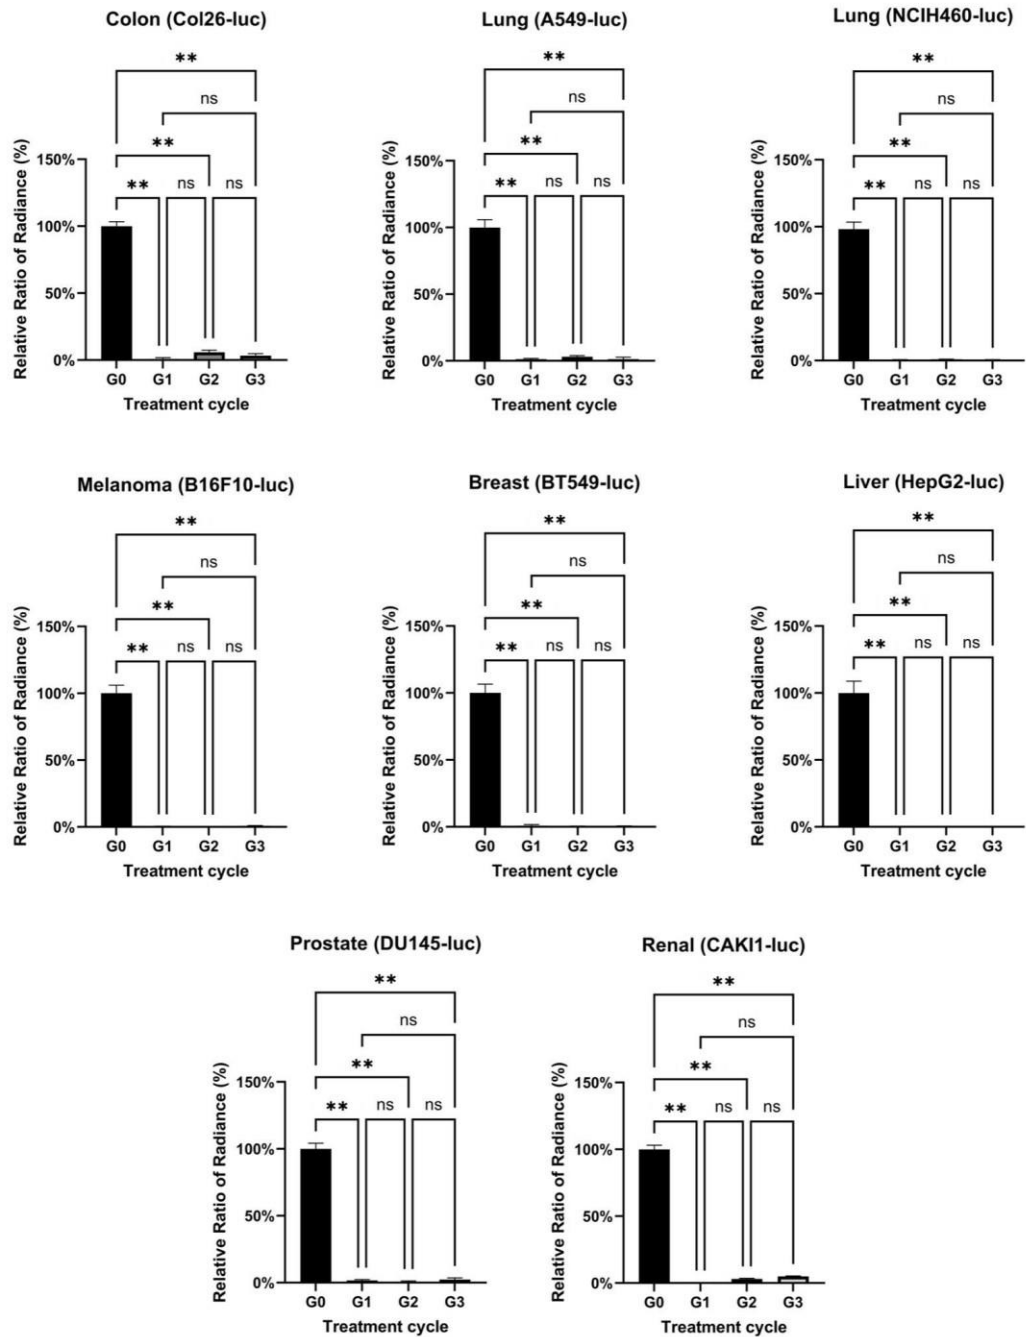 Colon (Col26-luc)
**
ns
**
** ns ns
150%
100%
50%
0%
G0 G1 G2 G3
Relative Ratio of Radiance (%)
Treatment cycle
Lung (A549-luc)
**
ns
**
** ns ns
150%
100%
50%
0%
G0 G1 G2 G3
Relative Ratio of Radiance (%)
Treatment cycle
Lung (NCIH460-luc)
**
ns
**
** ns ns
150%
100%
50%
0%
G0 G1 G2 G3
Relative Ratio of Radiance (%)
Treatment cycle
Melanoma (B16F10-luc)
**
ns
**
** ns ns
150%
100%
50%
0%
G0 G1 G2 G3
Relative Ratio of Radiance (%)
Treatment cycle
Breast (BT549-luc)
**
ns
**
** ns ns
150%
100%
50%
0%
G0 G1 G2 G3
Relative Ratio of Radiance (%)
Treatment cycle
Liver (HepG2-luc)
**
ns
**
** ns ns
150%
100%
50%
0%
G0 G1 G2 G3
Relative Ratio of Radiance (%)
Treatment cycle
Prostate (DU145-luc)
**
ns
**
** ns ns
150%
100%
50%
0%
G0 G1 G2 G3
Relative Ratio of Radiance (%)
Treatment cycle
Renal (CAKI1-luc)
**
ns
**
** ns ns
150%
100%
50%
0%
G0 G1 G2 G3
Relative Ratio of Radiance (%)
Treatment cycle